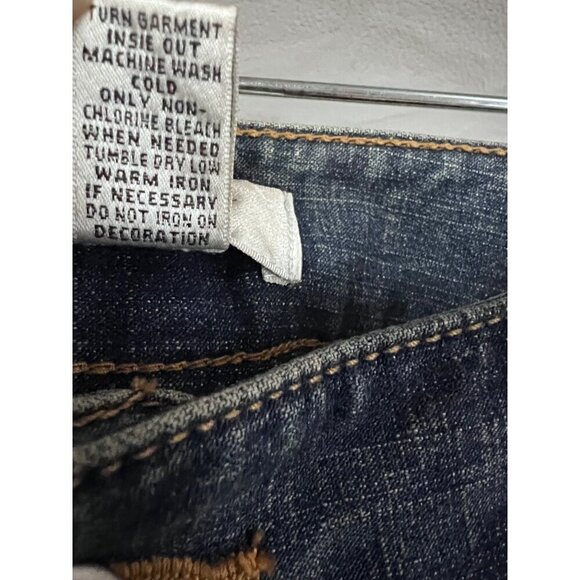 TURN GARMENT
INSIE OUT
MACHINE WASH
COLD
ONLY NON-
CHLORINE BLEACH
WHEN NEEDED
TUMBLE DRY LOW
WARM IRON
IF NECESSARY
DO NOT IRON ON
DECORATION